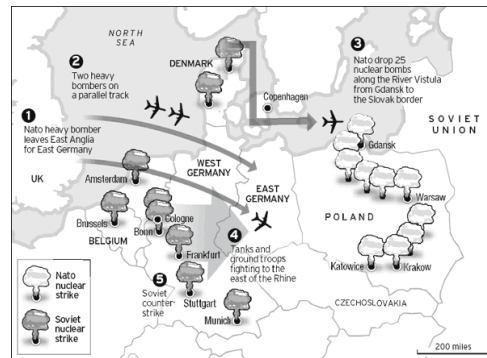 NORTH
SEA
2
Two heavy
bombers on
a parallel track
DENMARK
Copenhagen
3
Nato drop 25
nuclear bombs
along the River Vistula
from Gdansk to
the Slovak border
SOVIET
UNION
1
Nato heavy bomber
leaves East Anglia
for East Germany
UK
Gdansk
WEST
GERMANY
EAST
GERMANY
Amsterdam
Warsaw
POLAND
Brussels
BELGIUM
Cologne
Bonn
Frankfurt
4
Tanks and
ground troops
fighting to the
east of the Rhine
Katowice
Krakow
5
Soviet
counter-
strike
Stuttgart
Munich
CZECHOSLOVAKIA
Nato
nuclear
strike
Soviet
nuclear
strike
200 miles